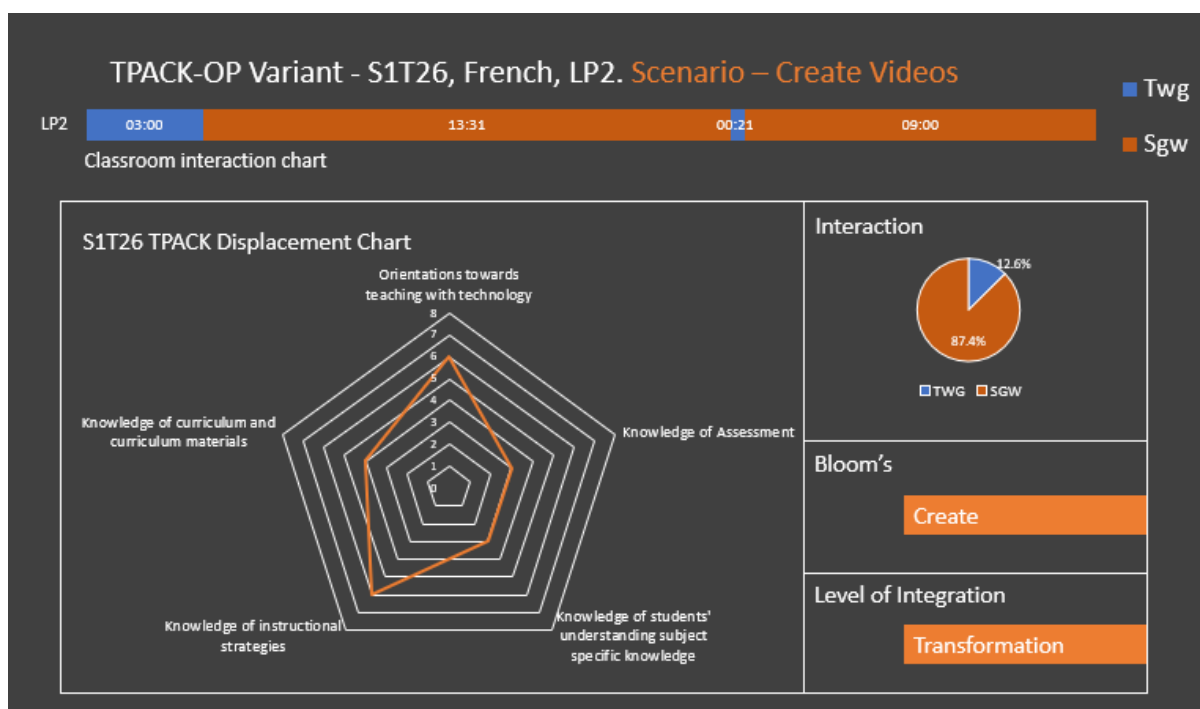 TPACK-OP Variant - S1T26, French, LP2. Scenario – Create Videos
Twg
Sgw
LP2
03:00
13:31
00:21
09:00
Classroom interaction chart
S1T26 TPACK Displacement Chart
Orientations towards
teaching with technology
8
7
6
5
4
3
2
1
0
Knowledge of Assessment
Knowledge of students'
understanding subject
specific knowledge
Knowledge of instructional
strategies
Knowledge of curriculum and
curriculum materials
Interaction
12.6%
87.4%
TWG
SGW
Bloom's
Create
Level of Integration
Transformation